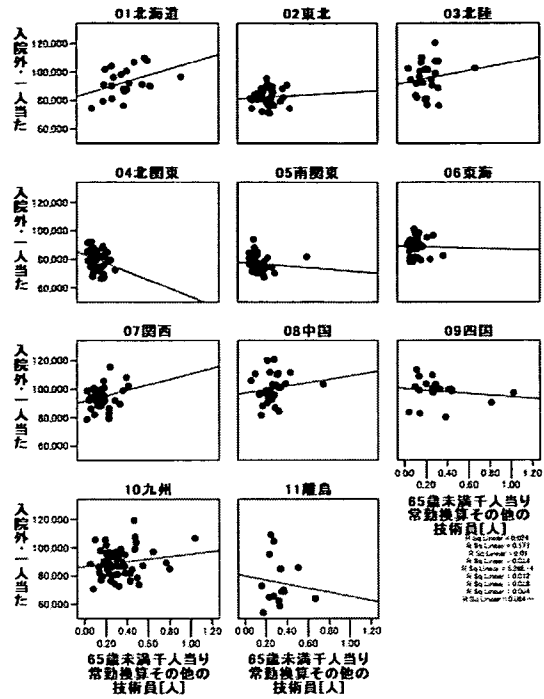 01北海道
02東北
03北陸
入院外・一人当た
120,000
100,000
80,000
60,000
04北関東
05南関東
06東海
入院外・一人当た
120,000
100,000
80,000
60,000
07関西
08中国
09四国
入院外・一人当た
120,000
100,000
80,000
60,000
0.00 0.40 0.80 1.20
0.20 0.60 1.00
10九州
11離島
65歳未満千人当り
常勤換算その他の
技術員[人]
入院外・一人当た
120,000
100,000
80,000
60,000
R Sq Linear
0.00 0.40 0.80 1.20
0.20 0.60 1.00
0.00 0.40 0.80 1.20
0.20 0.60 1.00
65歳未満千人当り
常勤換算その他の
技術員[人]
65歳未満千人当り
常勤換算その他の
技術員[人]